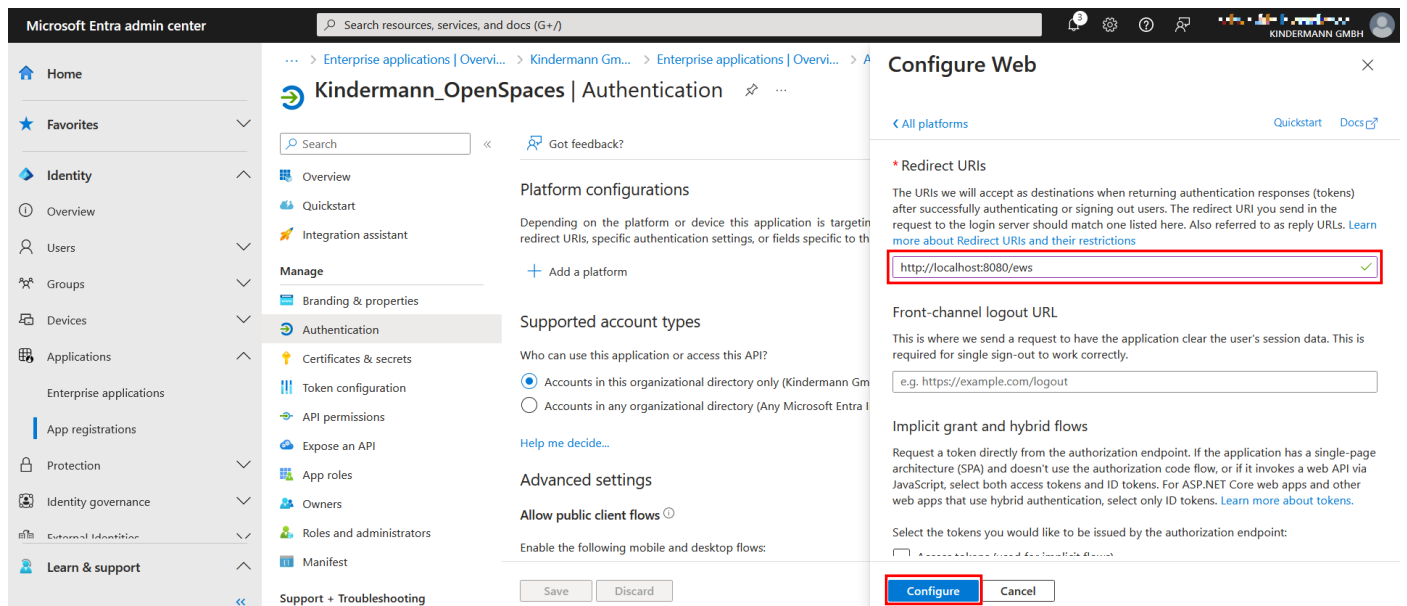 Microsoft Entra admin center
Search resources, services, and docs (G+/)
3
KINDERMANN GMBH
Home
Favorites
Identity
Overview
Users
Groups
Devices
Applications
Enterprise applications
App registrations
Protection
Identity governance
External Identities
Learn & support
«
··· > Enterprise applications | Overvi... > Kindermann Gm... > Enterprise applications | Overvi... > A
Kindermann_OpenSpaces | Authentication ···
Search
«
Overview
Quickstart
Integration assistant
Manage
Branding & properties
Authentication
Certificates & secrets
Token configuration
API permissions
Expose an API
App roles
Owners
Roles and administrators
Manifest
Support + Troubleshooting
Got feedback?
Platform configurations
Depending on the platform or device this application is targetin
redirect URIs, specific authentication settings, or fields specific to th
Add a platform
Supported account types
Who can use this application or access this API?
Accounts in this organizational directory only (Kindermann Gm
Accounts in any organizational directory (Any Microsoft Entra I
Help me decide...
Advanced settings
Allow public client flows
Enable the following mobile and desktop flows:
Save Discard
Configure Web
All platforms
Quickstart Docs
* Redirect URIs
The URIs we will accept as destinations when returning authentication responses (tokens)
after successfully authenticating or signing out users. The redirect URI you send in the
request to the login server should match one listed here. Also referred to as reply URLs. Learn
more about Redirect URIs and their restrictions
http://localhost:8080/ews
Front-channel logout URL
This is where we send a request to have the application clear the user's session data. This is
required for single sign-out to work correctly.
e.g. https://example.com/logout
Implicit grant and hybrid flows
Request a token directly from the authorization endpoint. If the application has a single-page
architecture (SPA) and doesn't use the authorization code flow, or if it invokes a web API via
JavaScript, select both access tokens and ID tokens. For ASP.NET Core web apps and other
web apps that use hybrid authentication, select only ID tokens. Learn more about tokens.
Select the tokens you would like to be issued by the authorization endpoint:
Access tokens (used for implicit flows)
Configure Cancel